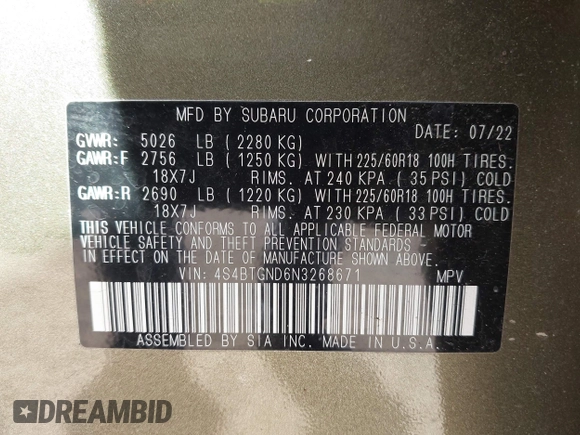 MFD BY SUBARU CORPORATION
DATE: 07/22
GVWR: 5026 LB ( 2280 KG)
GAWR:F 2756 LB ( 1250 KG) WITH 225/60R18 100H TIRES.
18X7J RIMS. AT 240 KPA ( 35 PSI) COLD
GAWR:R 2690 LB ( 1220 KG) WITH 225/60R18 100H TIRES.
18X7J RIMS. AT 230 KPA ( 33 PSI) COLD
THIS VEHICLE CONFORMS TO ALL APPLICABLE FEDERAL MOTOR
VEHICLE SAFETY AND THEFT PREVENTION STANDARDS -
IN EFFECT ON THE DATE OF MANUFACTURE SHOWN ABOVE.
VIN: 4S4BTGND6N3268671 MPV
ASSEMBLED BY SIA INC. MADE IN U.S.A.
DREAMBID